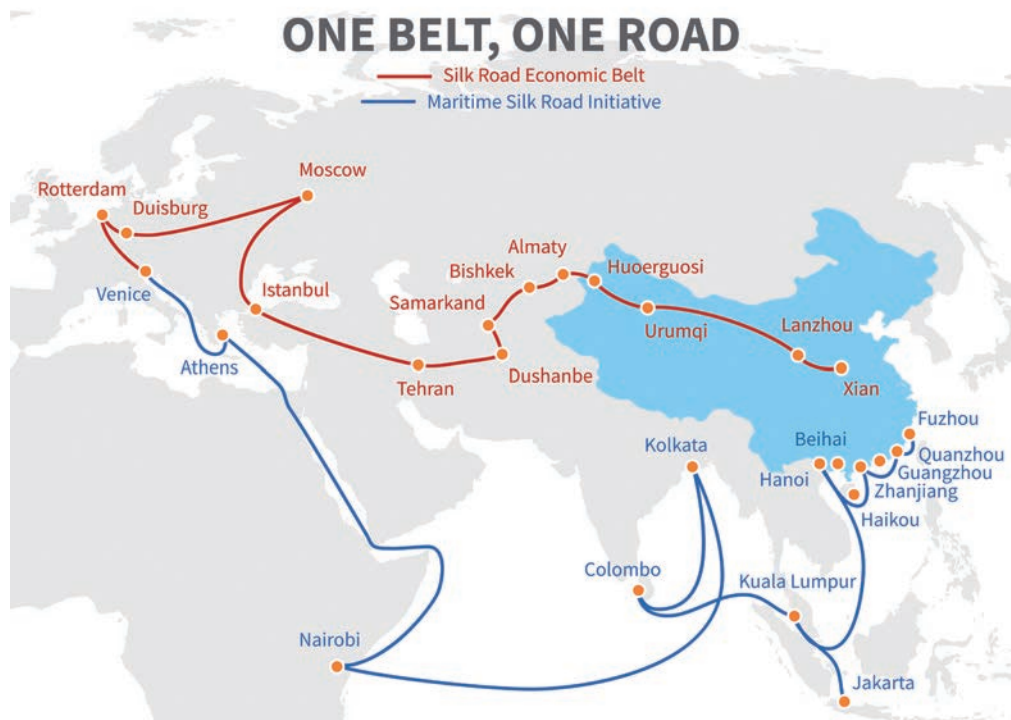 ONE BELT, ONE ROAD
Silk Road Economic Belt
Maritime Silk Road Initiative
Moscow
Rotterdam
Duisburg
Almaty
Huoerguosi
Bishkek
Venice
Istanbul
Samarkand
Urumqi
Lanzhou
Athens
Tehran
Dushanbe
Xian
Fuzhou
Beihai
Kolkata
Quanzhou
Hanoi
Guangzhou
Zhanjiang
Haikou
Colombo
Kuala Lumpur
Nairobi
Jakarta